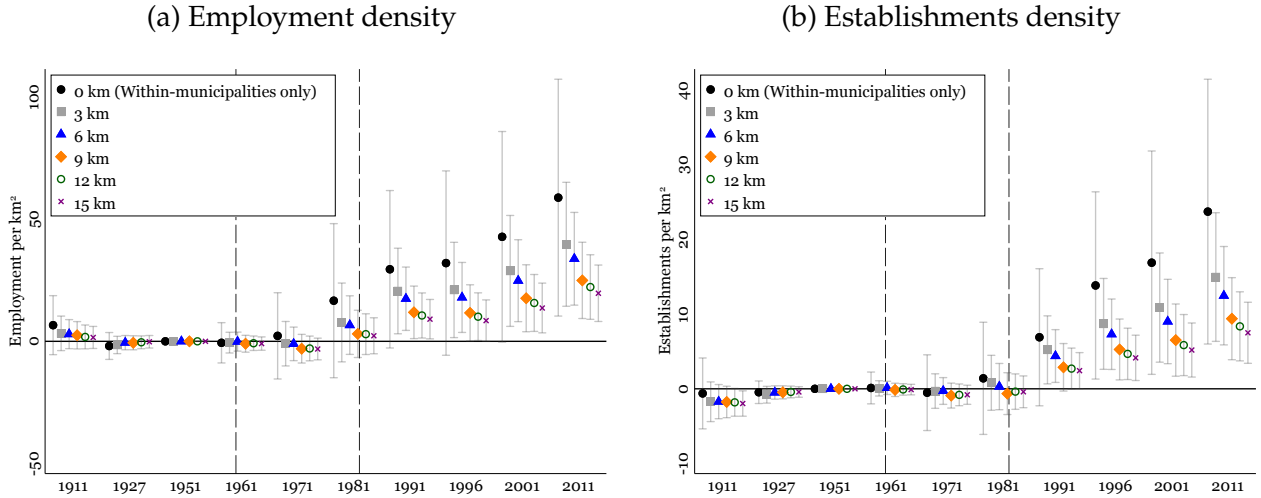 (a) Employment density
Employment per km²
100
50
0
-50
0 km (Within-municipalities only)
3 km
6 km
9 km
12 km
15 km
1911 1927 1951 1961 1971 1981 1991 1996 2001 2011
(b) Establishments density
Establishments per km²
40
30
20
10
0
-10
0 km (Within-municipalities only)
3 km
6 km
9 km
12 km
15 km
1911 1927 1951 1961 1971 1981 1991 1996 2001 2011